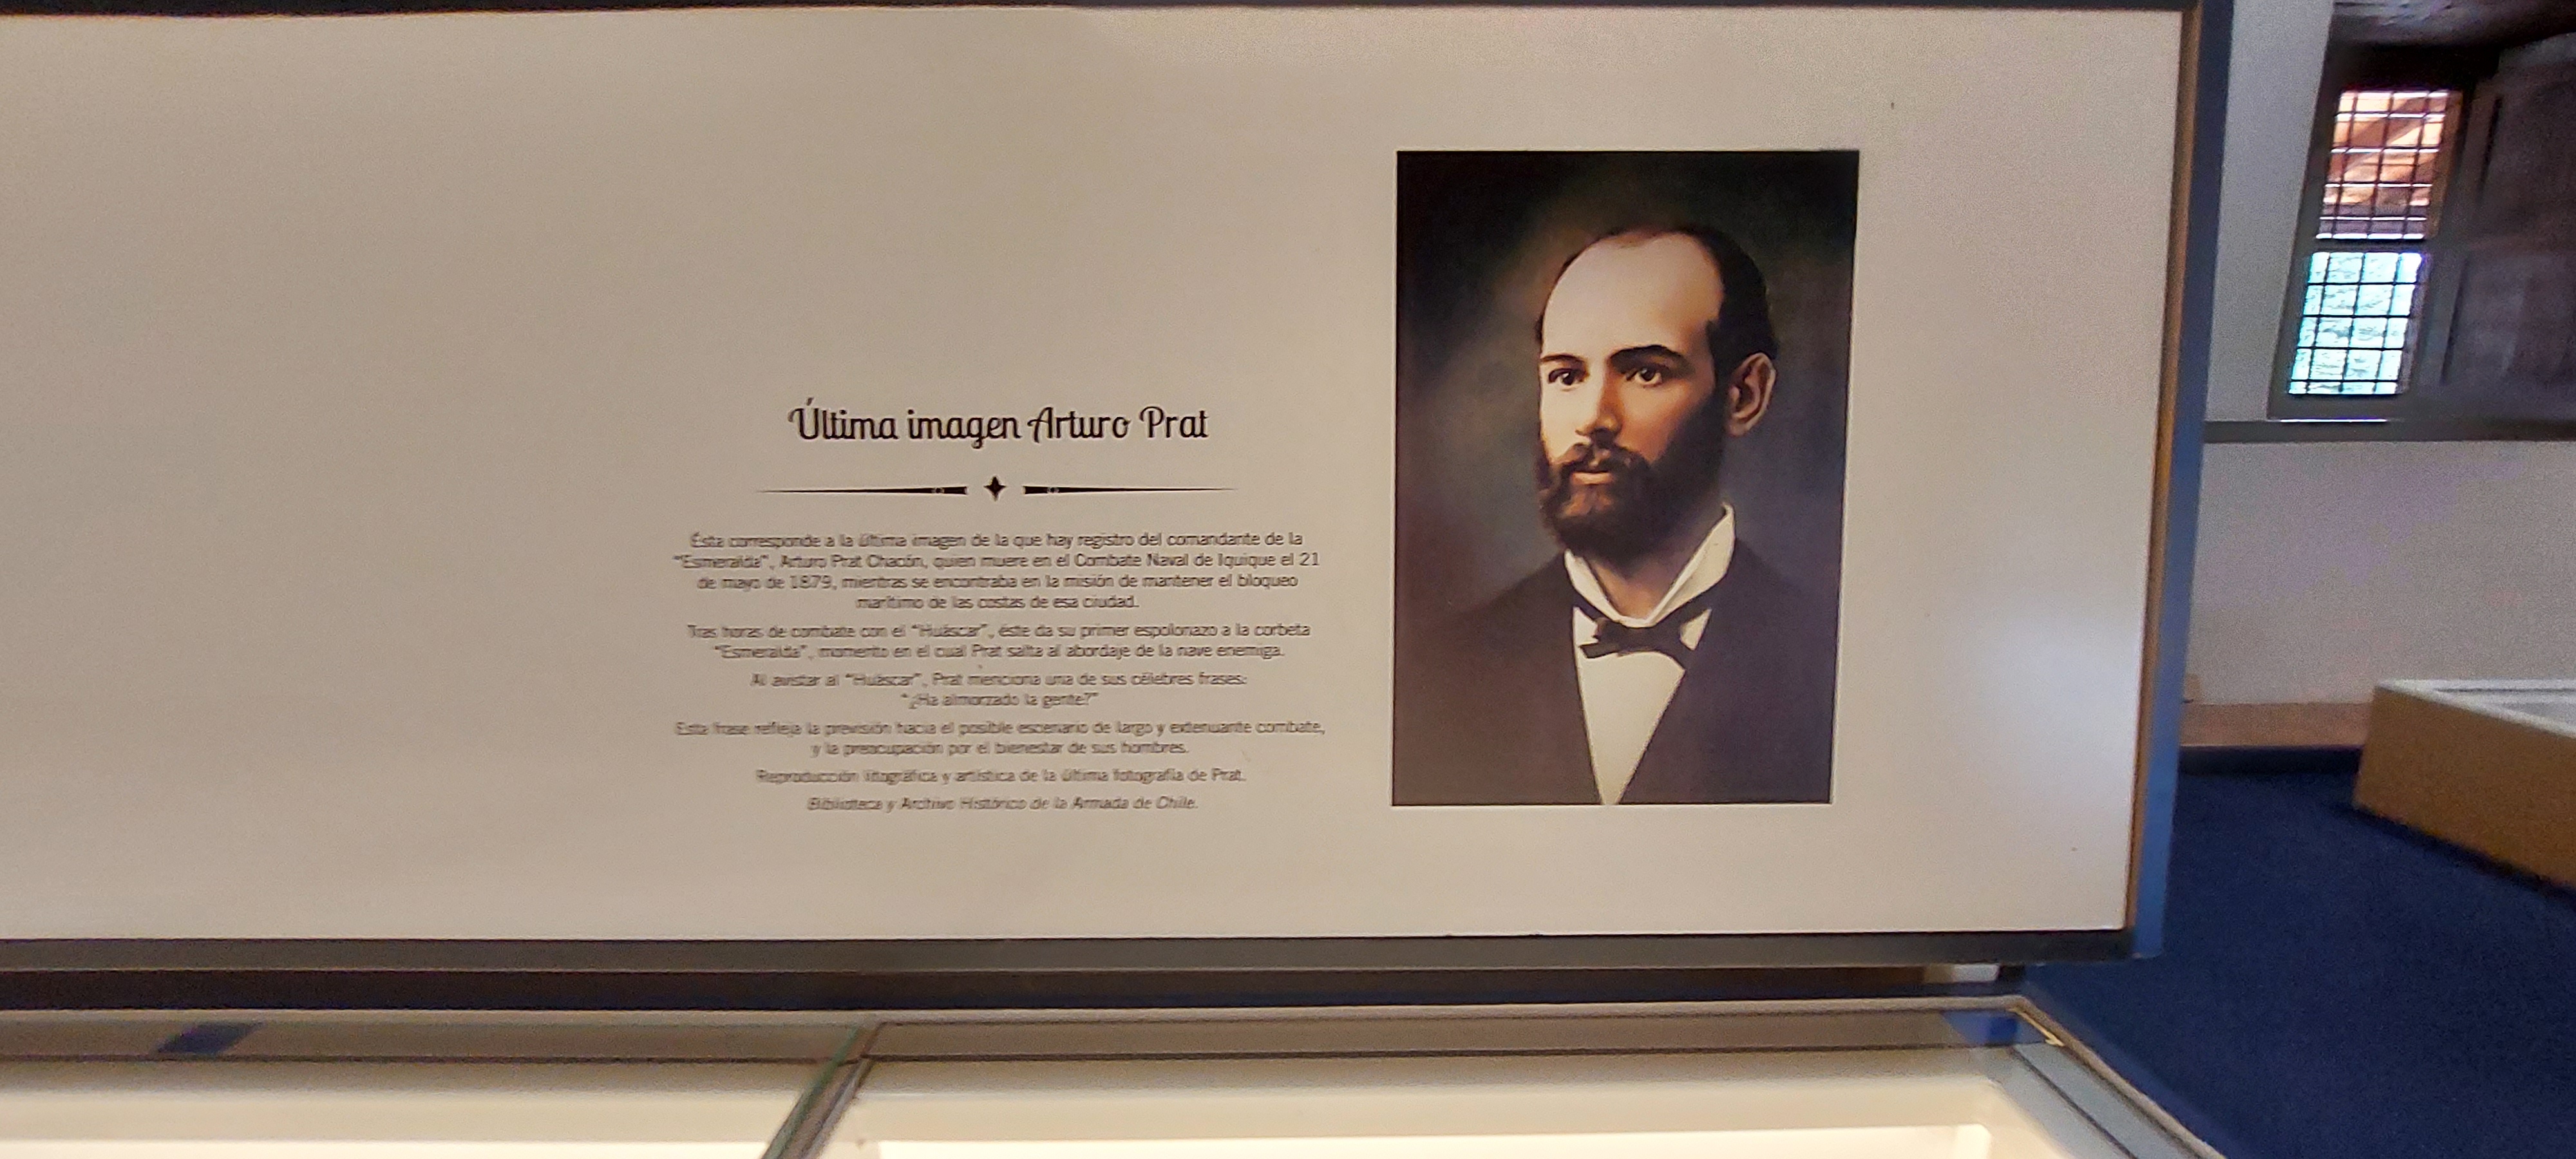 Última imagen Arturo Prat
Ésta corresponde a la última imagen de la que hay registro del comandante de la
"Esmeralda", Arturo Prat Chacón, quien muere en el Combate Naval de Iquique el 21
de mayo de 1879, mientras se encontraba en la misión de mantener el bloqueo
marítimo de las costas de esa ciudad.
Tras horas de combate con el "Huáscar", éste da su primer espolonazo a la corbeta
"Esmeralda", momento en el cual Prat salta al abordaje de la nave enemiga.
Al avistar al "Huáscar", Prat menciona una de sus célebres frases:
"¿Ha almorzado la gente?"
Esta frase refleja la previsión hacia el posible escenario de largo y extenuante combate,
y la preocupación por el bienestar de sus hombres.
Reproducción litográfica y artística de la última fotografía de Prat.
Biblioteca y Archivo Histórico de la Armada de Chile.